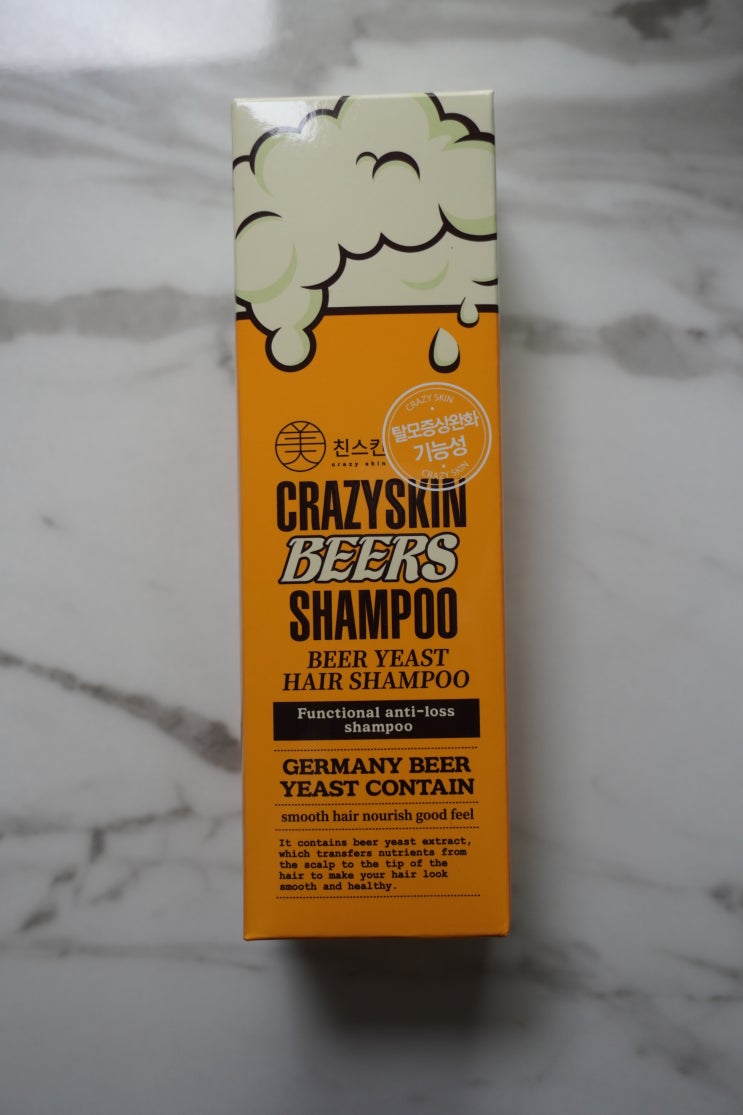 CRAZY SKIN
탈모증상완화
기능성
CRAZY SKIN
美
친스킨
crazy skin
CRAZYSKIN
BEERS
SHAMPOO
BEER YEAST
HAIR SHAMPOO
Functional anti-loss
shampoo
GERMANY BEER
YEAST CONTAIN
smooth hair nourish good feel
It contains beer yeast extract,
which transfers nutrients from
the scalp to the tip of the
hair to make your hair look
smooth and healthy.